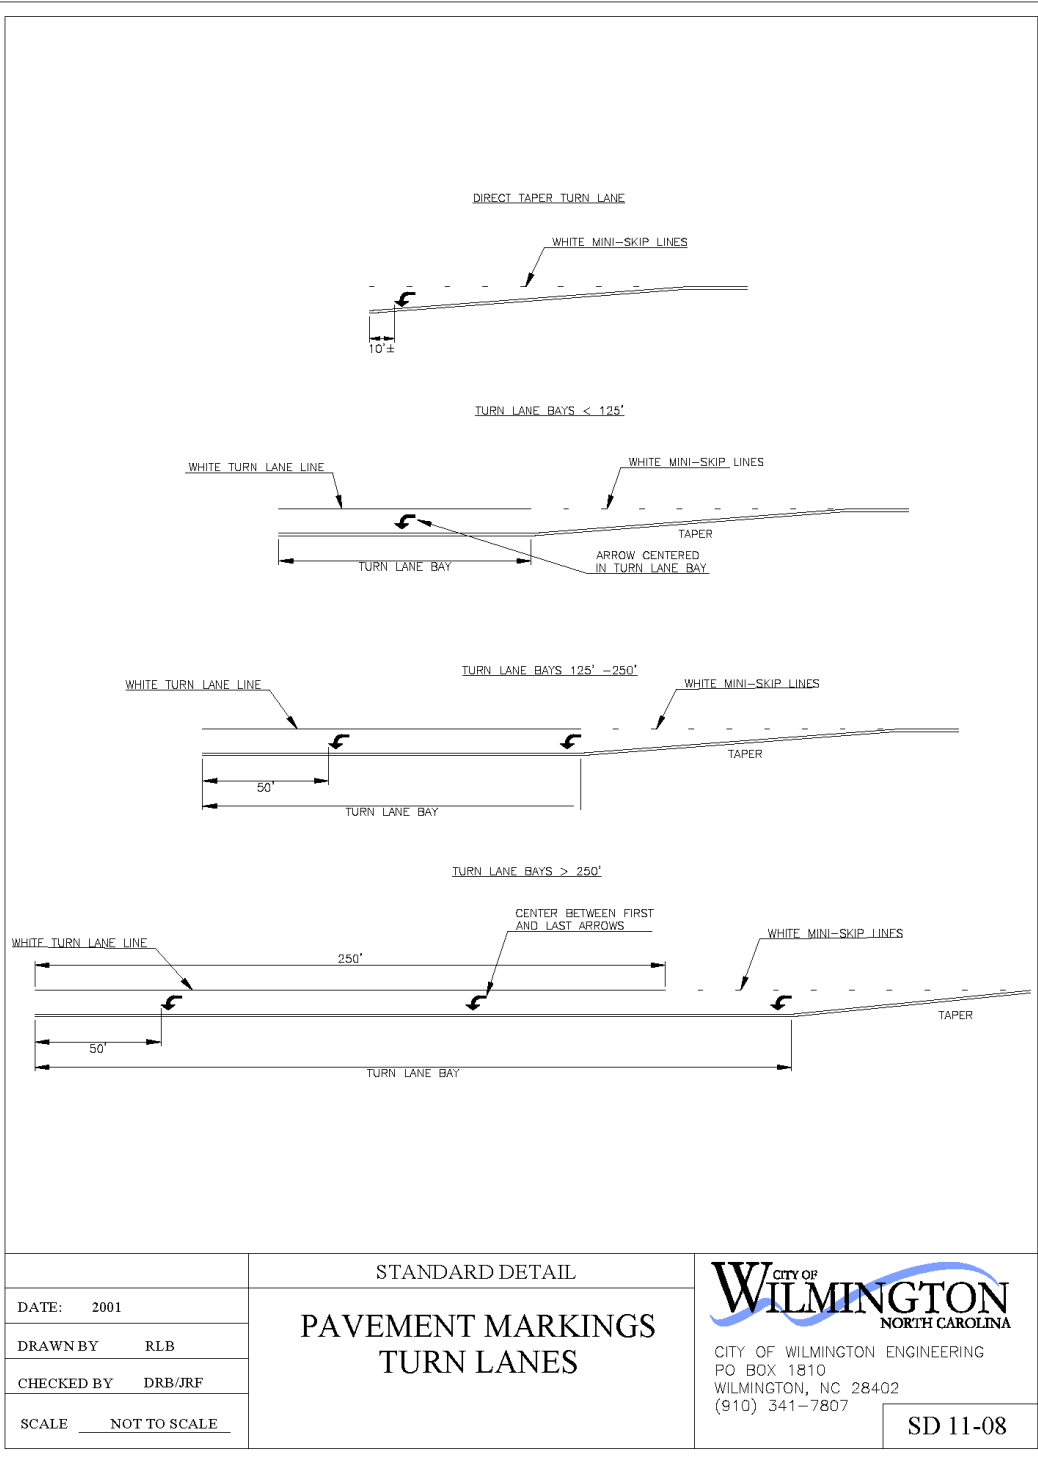 DIRECT TAPER TURN LANE
WHITE MINI-SKIP LINES
10'±
TURN LANE BAYS < 125'
WHITE TURN LANE LINE
WHITE MINI-SKIP LINES
TAPER
ARROW CENTERED
IN TURN LANE BAY
TURN LANE BAY
TURN LANE BAYS 125' -250'
WHITE TURN LANE LINE
WHITE MINI-SKIP LINES
TAPER
50'
TURN LANE BAY
TURN LANE BAYS > 250'
CENTER BETWEEN FIRST
AND LAST ARROWS
WHITE TURN LANE LINE
WHITE MINI-SKIP LINES
250'
TAPER
50'
TURN LANE BAY
DATE: 2001
DRAWN BY RLB
CHECKED BY DRB/JRF
SCALE NOT TO SCALE
STANDARD DETAIL
PAVEMENT MARKINGS
TURN LANES
CITY OF
WILMINGTON
NORTH CAROLINA
CITY OF WILMINGTON ENGINEERING
PO BOX 1810
WILMINGTON, NC 28402
(910) 341-7807
SD 11-08